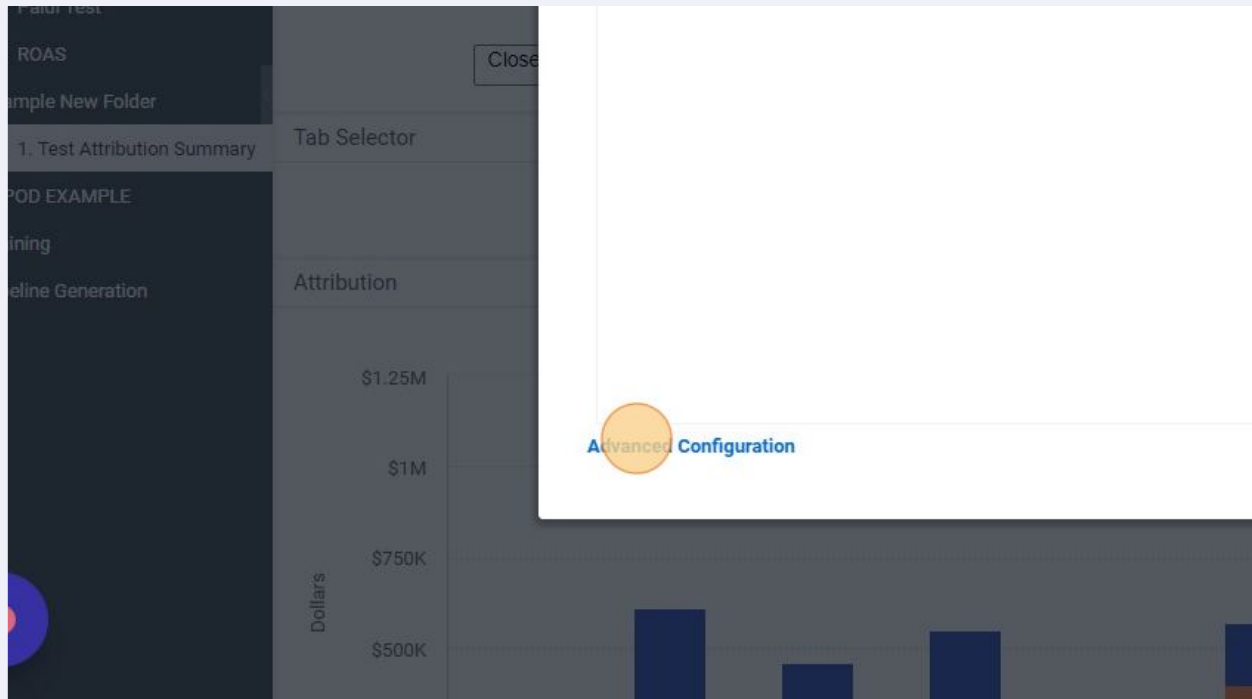 ROAS
ample New Folder
1. Test Attribution Summary
POD EXAMPLE
ining
eline Generation
Close
Tab Selector
Attribution
$1.25M
$1M
$750K
$500K
Dollars
Advanced Configuration